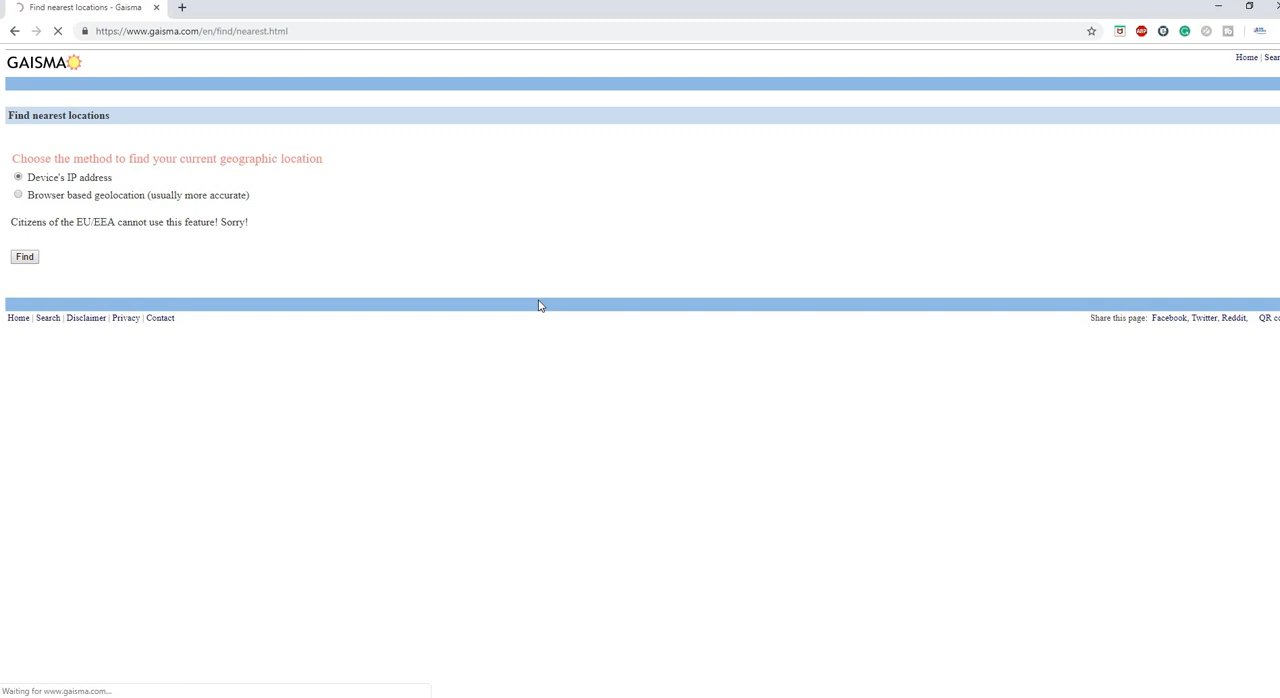 Find nearest locations - Gaisma
https://www.gaisma.com/en/find/nearest.html
ABP
GAISMA
Home | Sear
Find nearest locations
Choose the method to find your current geographic location
Device's IP address
Browser based geolocation (usually more accurate)
Citizens of the EU/EEA cannot use this feature! Sorry!
Find
Home | Search | Disclaimer | Privacy | Contact
Share this page: Facebook, Twitter, Reddit, QR co
Waiting for www.gaisma.com...